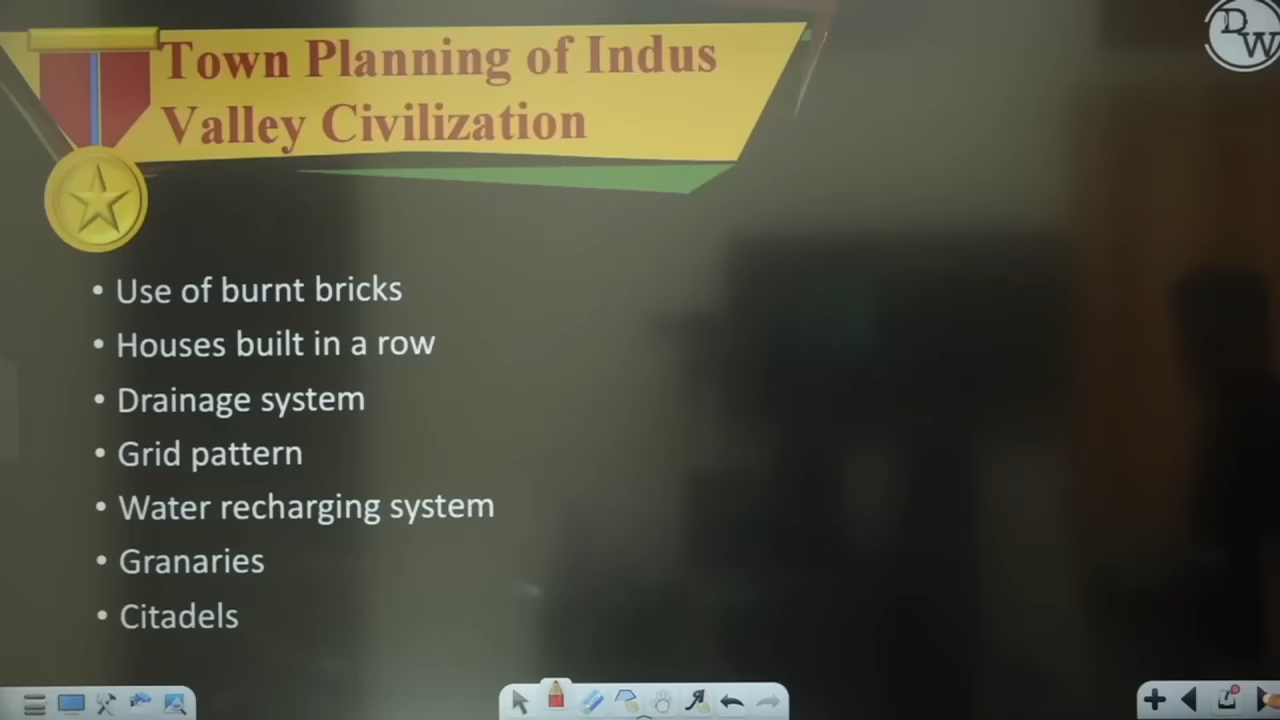 Town Planning of Indus
Valley Civilization
DW
• Use of burnt bricks
• Houses built in a row
• Drainage system
• Grid pattern
• Water recharging system
• Granaries
• Citadels